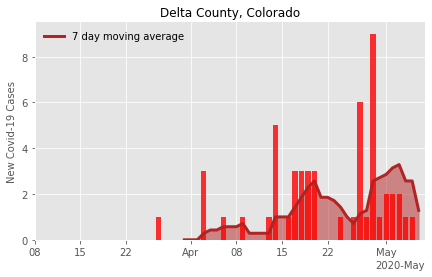 Delta County, Colorado
7 day moving average
New Covid-19 Cases
8
6
4
2
0
08 15 22 Apr 08 15 22 May
2020-May